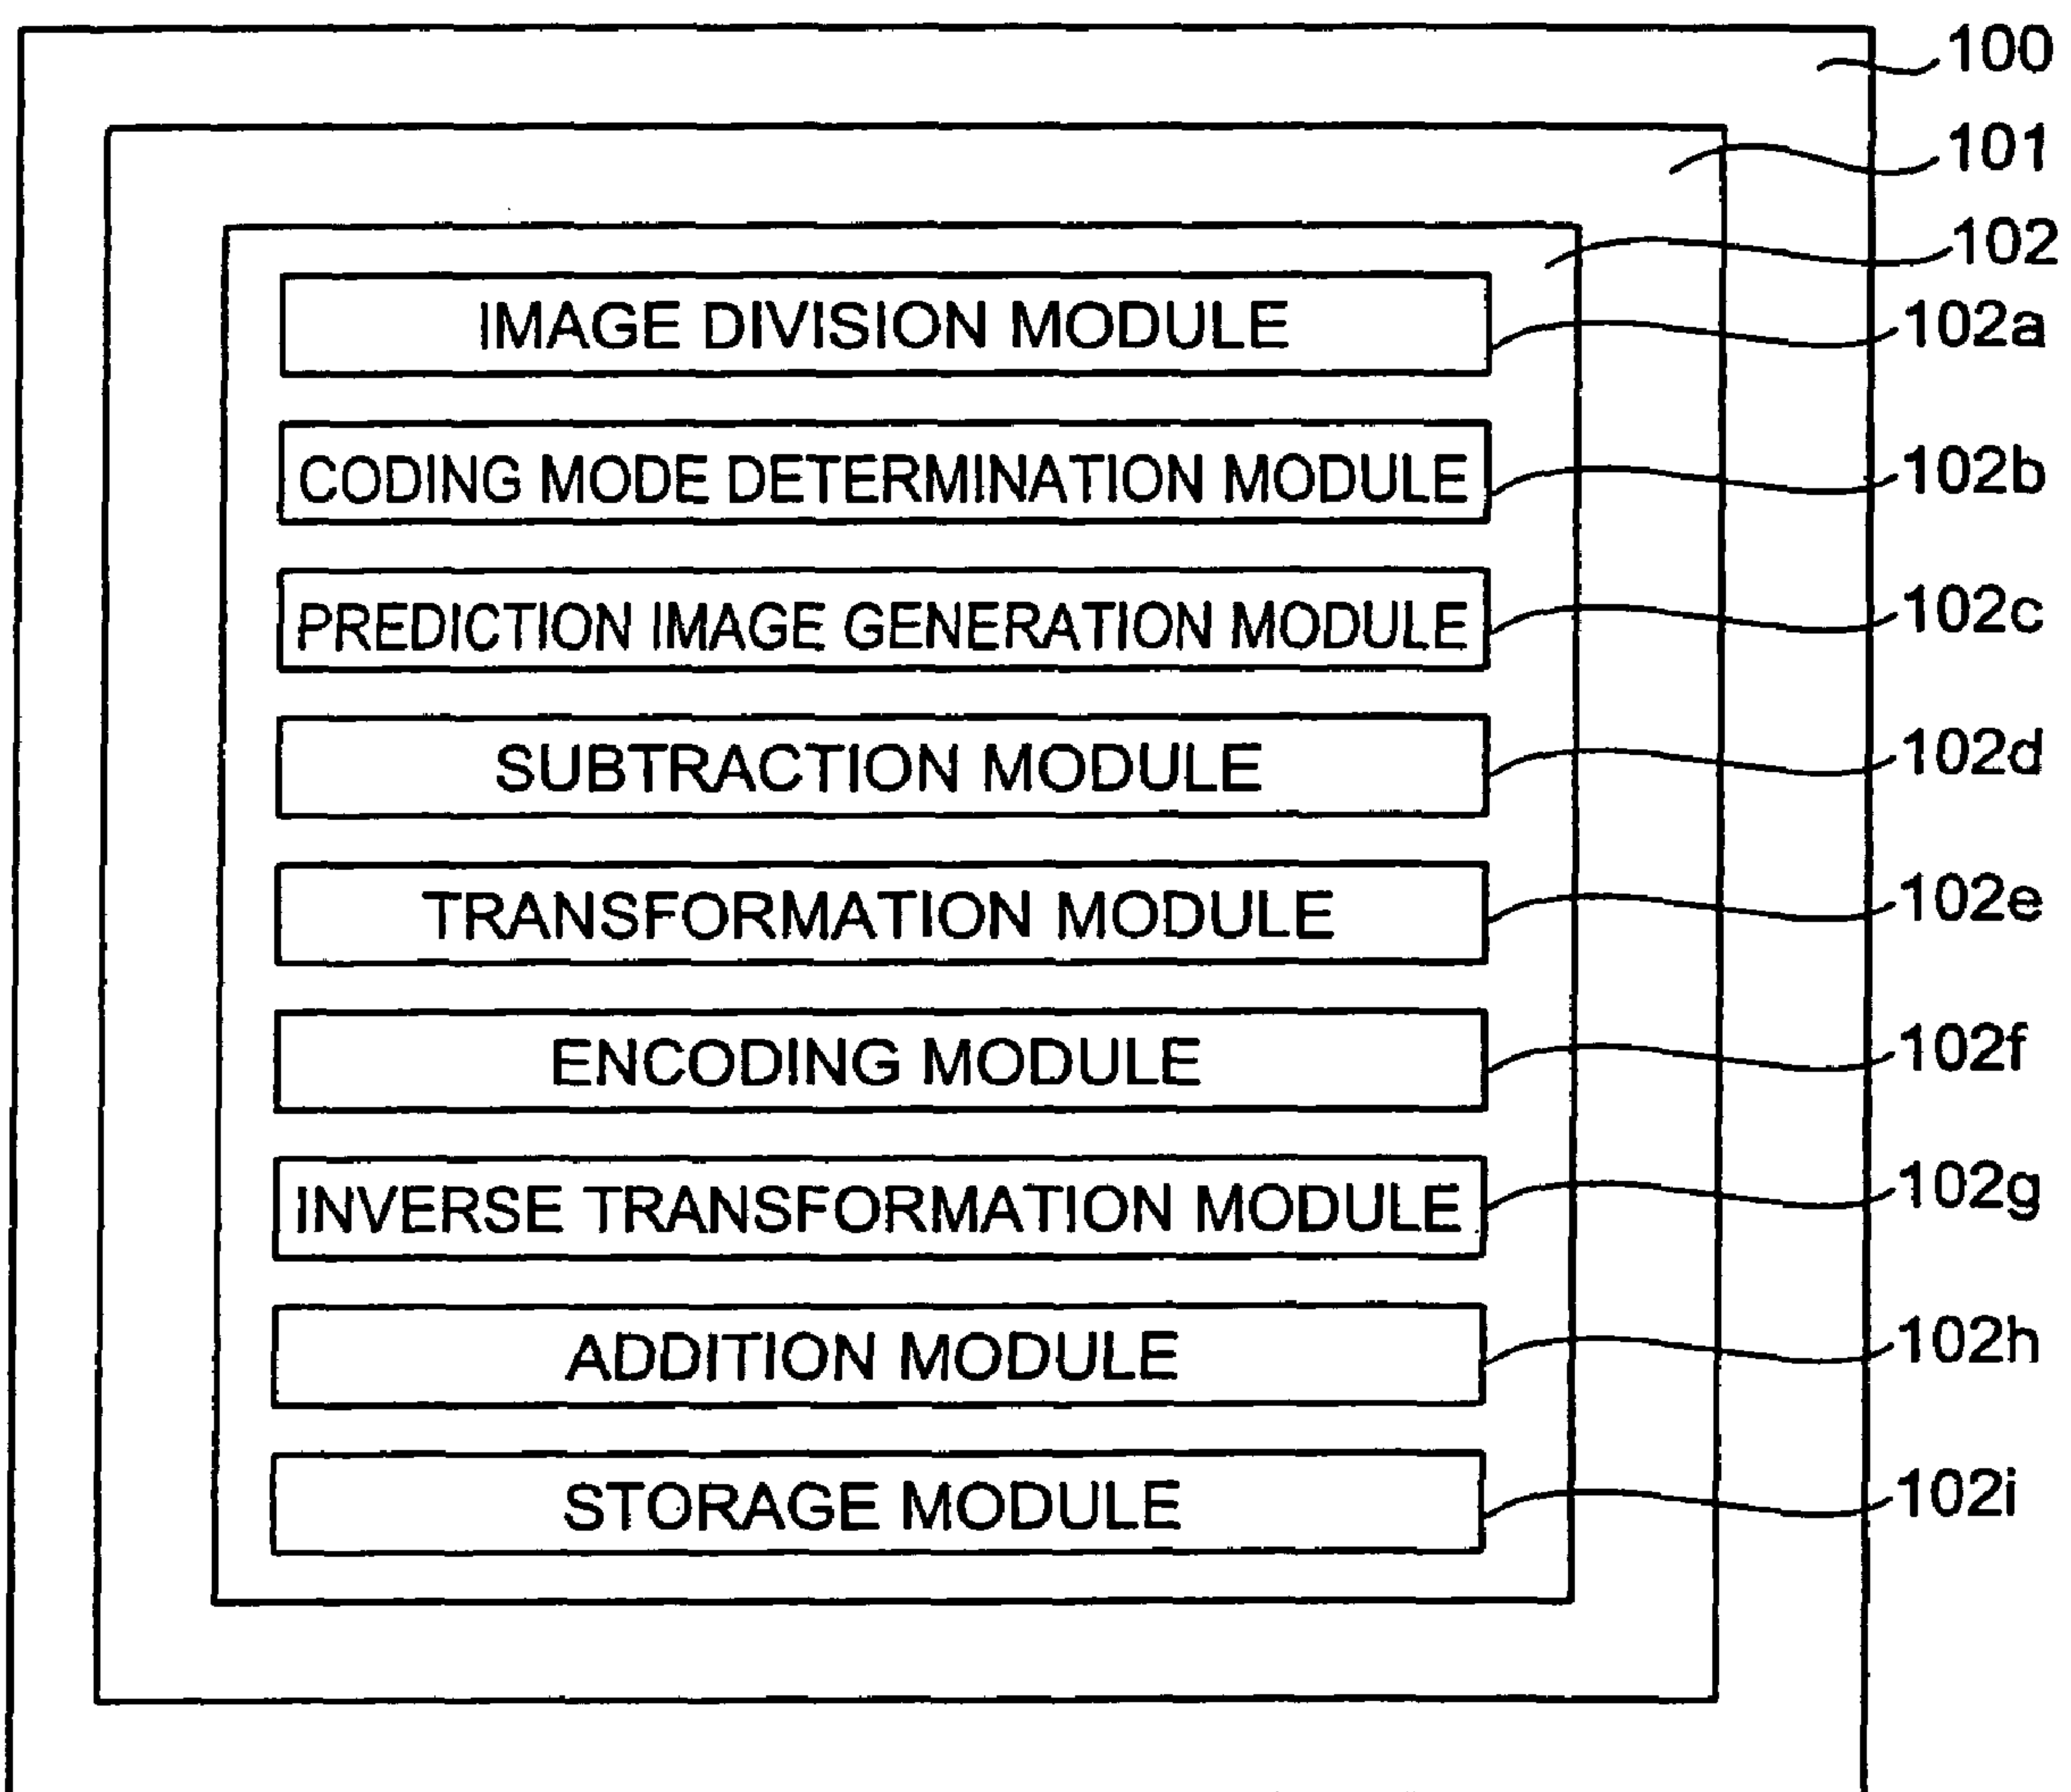 100
101
102
IMAGE DIVISION MODULE 102a
CODING MODE DETERMINATION MODULE 102b
PREDICTION IMAGE GENERATION MODULE 102c
SUBTRACTION MODULE 102d
TRANSFORMATION MODULE 102e
ENCODING MODULE 102f
INVERSE TRANSFORMATION MODULE 102g
ADDITION MODULE 102h
STORAGE MODULE 102i